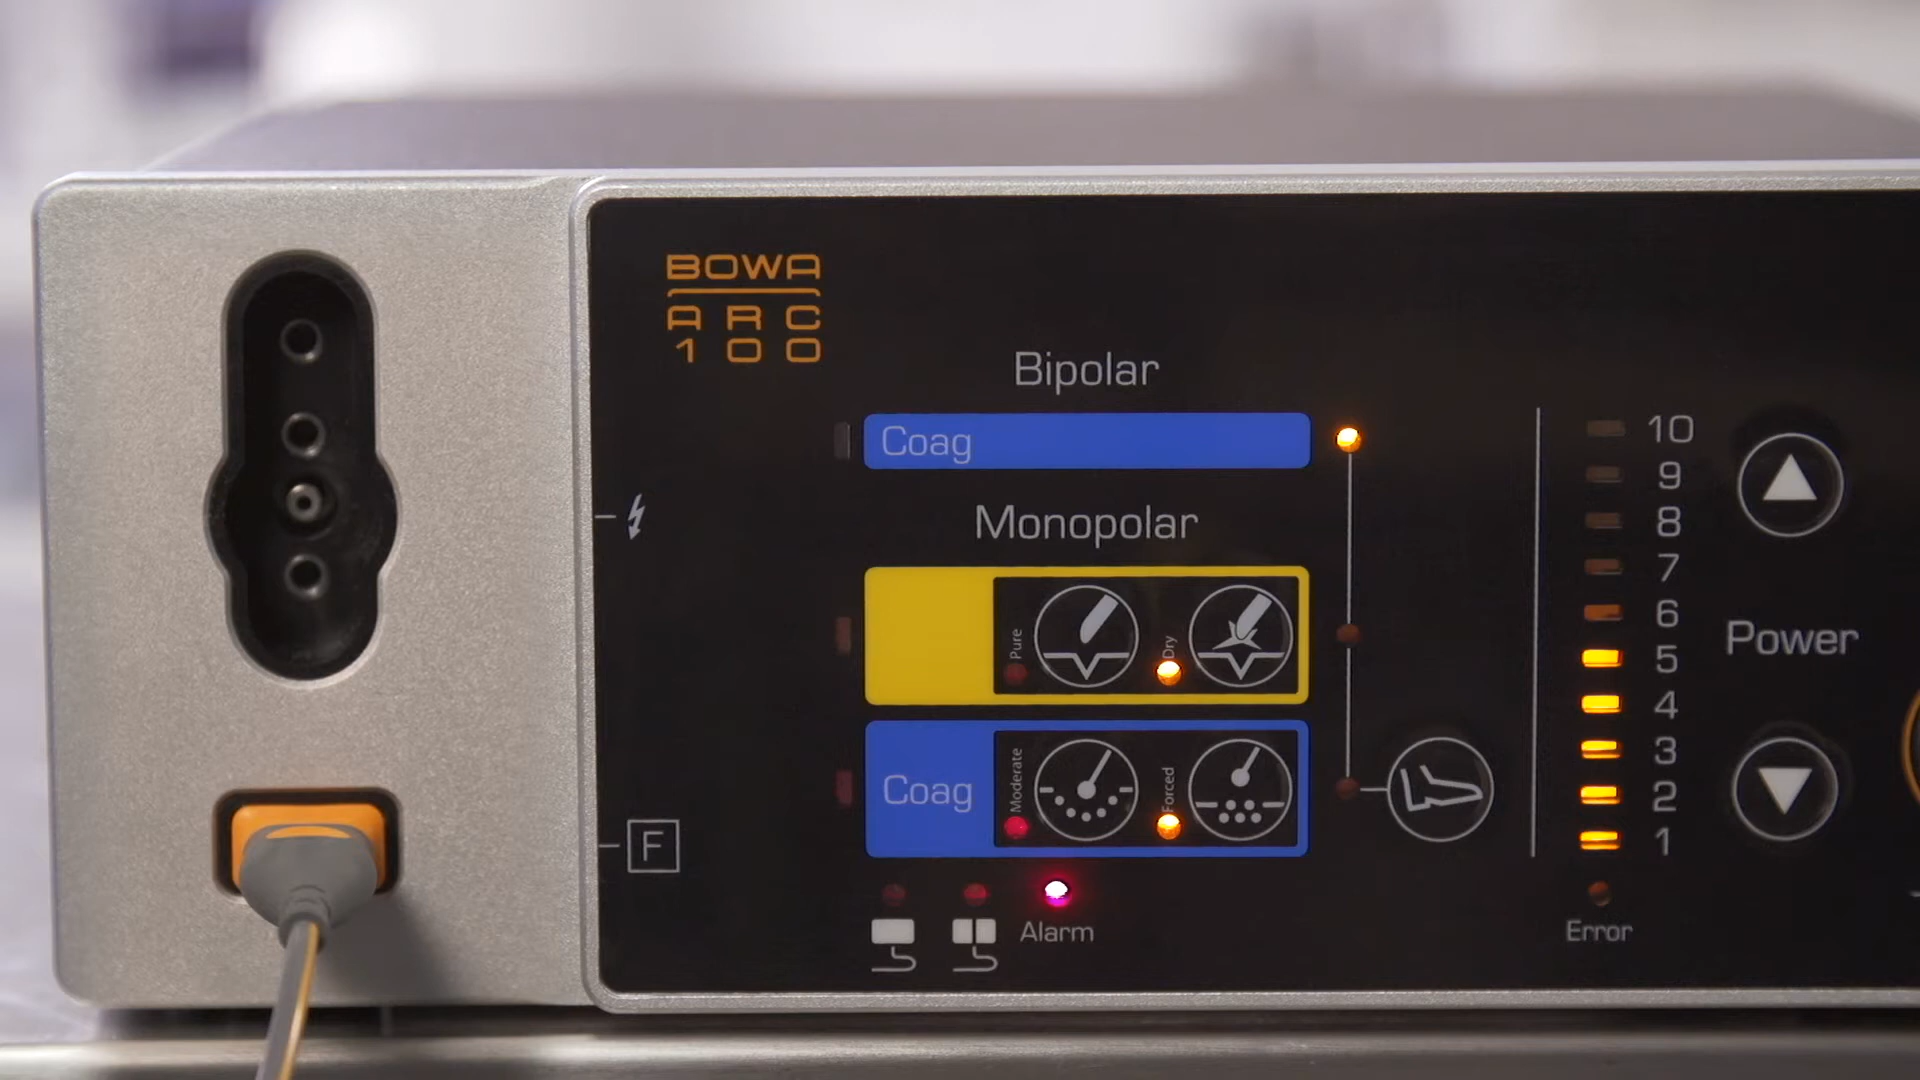 BOWA
ARC
100
Bipolar
Coag
Monopolar
Pure
Dry
Coag
Moderate
Forced
F
Alarm
10
9
8
7
6
5
4
3
2
1
Power
Error